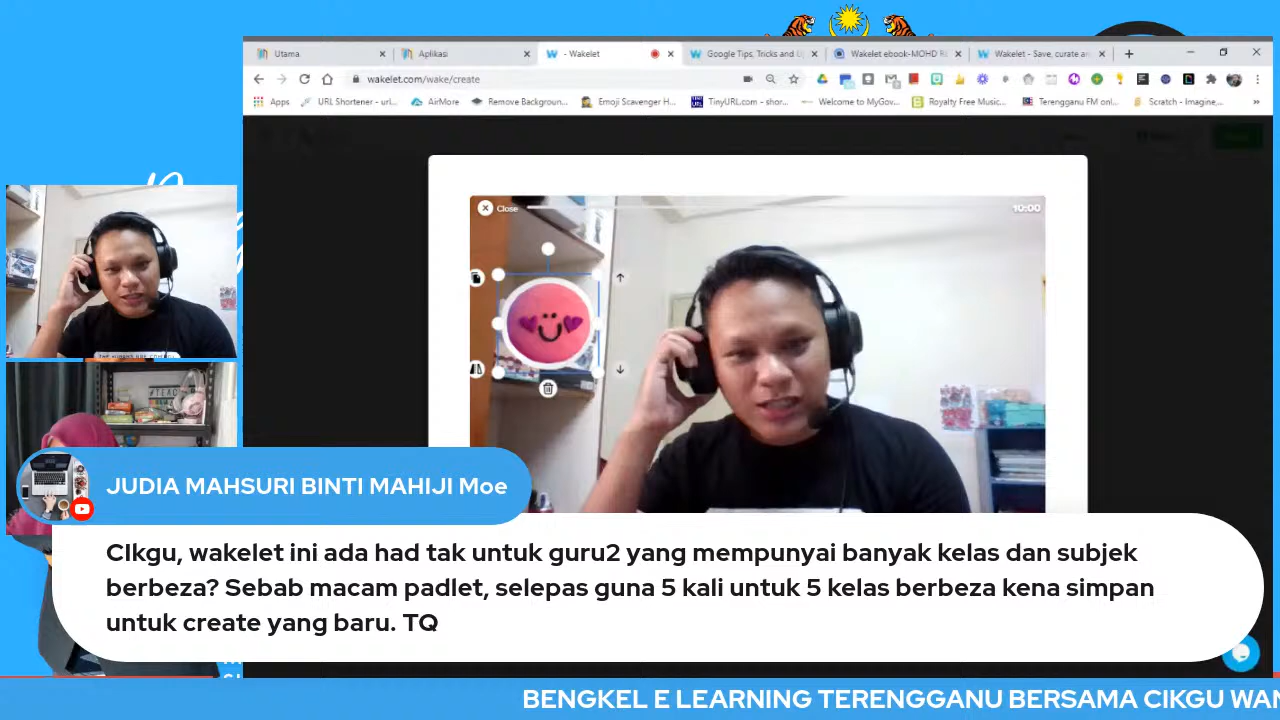 Utama
Aplikasi
- Wakelet
Google Tips, Tricks and
Wakelet ebook-MOHD
Wakelet - Save, curate
wakelet.com/wake/create
Apps
URL Shortener - url...
AirMore
Remove Backgroun...
Emoji Scavenger H...
TinyURL.com - shor...
Welcome to MyGov...
Royalty Free Music...
Terengganu FM onl...
Scratch - Imagine,...
Close
10:00
JUDIA MAHSURI BINTI MAHIJI Moe
CIkgu, wakelet ini ada had tak untuk guru2 yang mempunyai banyak kelas dan subjek
berbeza? Sebab macam padlet, selepas guna 5 kali untuk 5 kelas berbeza kena simpan
untuk create yang baru. TQ
BENGKEL E LEARNING TERENGGANU BERSAMA CIKGU WAN